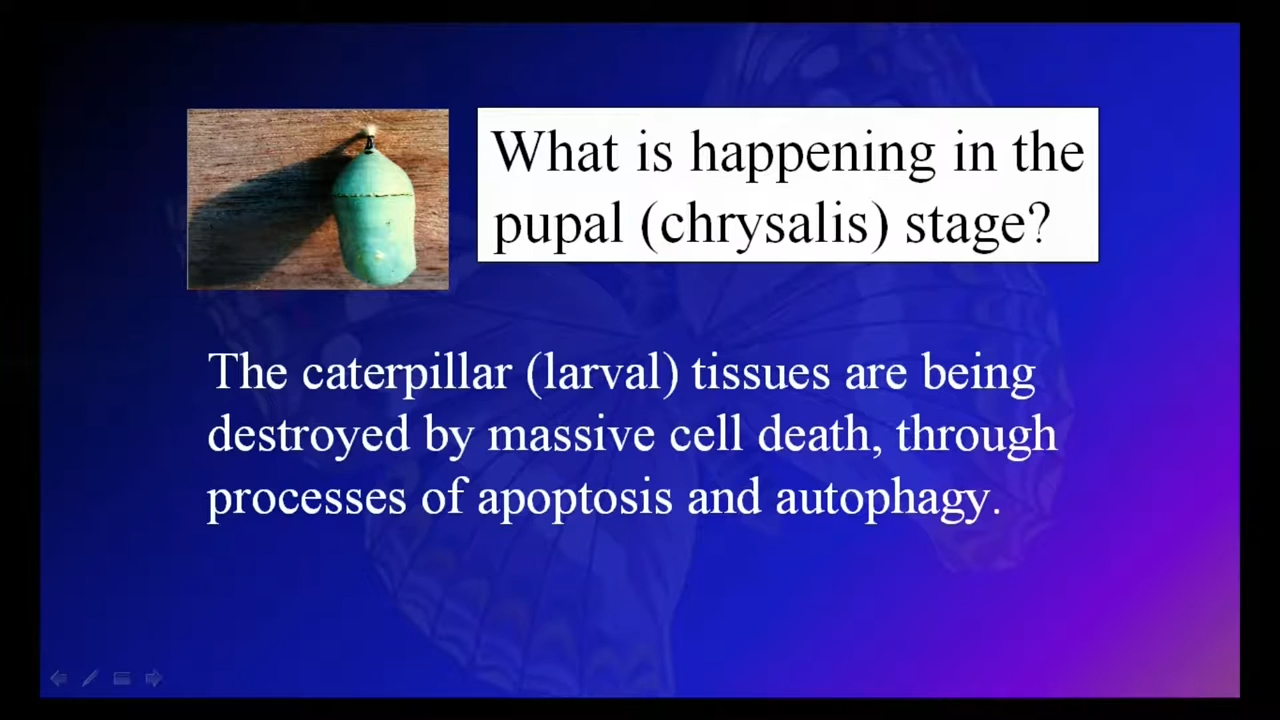 What is happening in the
pupal (chrysalis) stage?
The caterpillar (larval) tissues are being
destroyed by massive cell death, through
processes of apoptosis and autophagy.